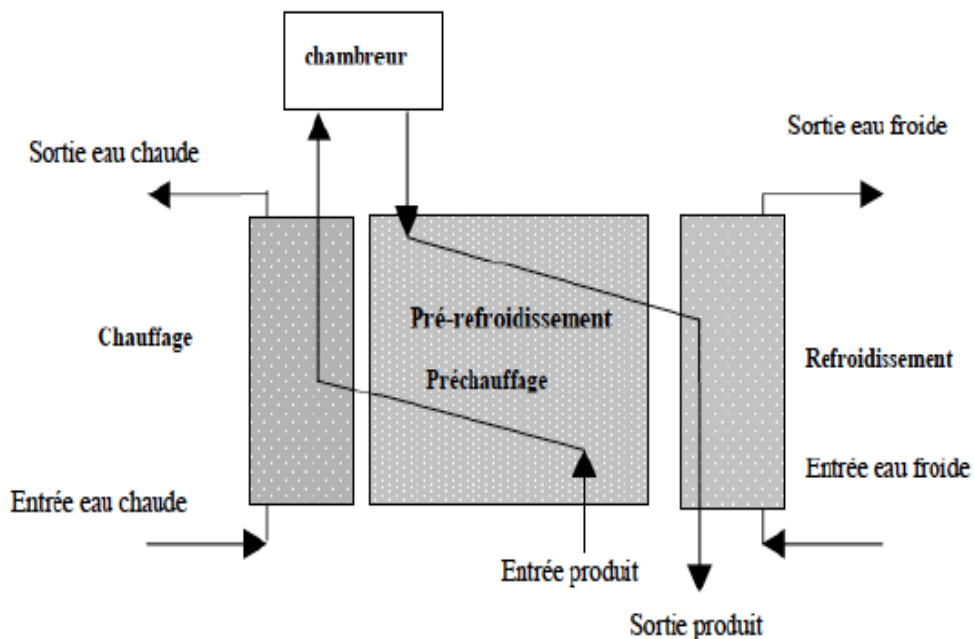 chambreur
Sortie eau froide
Sortie eau chaude
Pré-refroidissement
Chauffage
Refroidissement
Préchauffage
Entrée eau froide
Entrée eau chaude
Entrée produit
Sortie produit